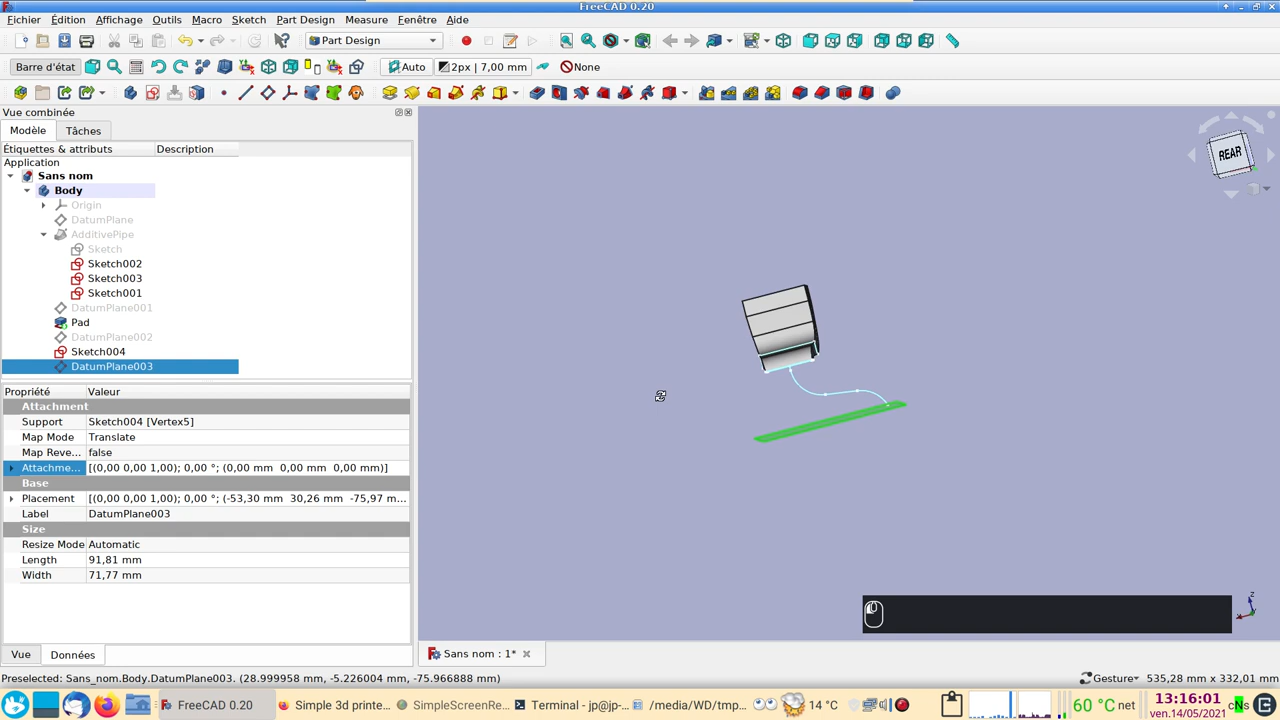 FreeCAD 0.20
Fichier Édition Affichage Outils Macro Sketch Part Design Measure Fenêtre Aide
Part Design
Barre d'état Auto 2px | 7,00 mm None
Vue combinée
Modèle Tâches
Étiquettes & attributs Description
Application
Sans nom
Body
Origin
DatumPlane
AdditivePipe
Sketch
Sketch002
Sketch003
Sketch001
DatumPlane001
Pad
DatumPlane002
Sketch004
DatumPlane003
Propriété Valeur
Attachment
Support Sketch004 [Vertex5]
Map Mode Translate
Map Reve... false
Attachme... [(0,00 0,00 1,00); 0,00 °; (0,00 mm 0,00 mm 0,00 mm)]
Base
Placement [(0,00 0,00 1,00); 0,00 °; (-53,30 mm 30,26 mm -75,97 m...
Label DatumPlane003
Size
Resize Mode Automatic
Length 91,81 mm
Width 71,77 mm
REAR
Z
Vue Données
Sans nom : 1*
Preselected: Sans_nom.Body.DatumPlane003. (28.999958 mm, -5.226004 mm, -75.966888 mm) Gesture 535,28 mm x 332,01 mm
FreeCAD 0.20 Simple 3d printe... SimpleScreenRe... Terminal - jp@jp-... /media/WD/tmp... 14 °C 60 °C net 13:16:01 cNs
ven.14/05/2021